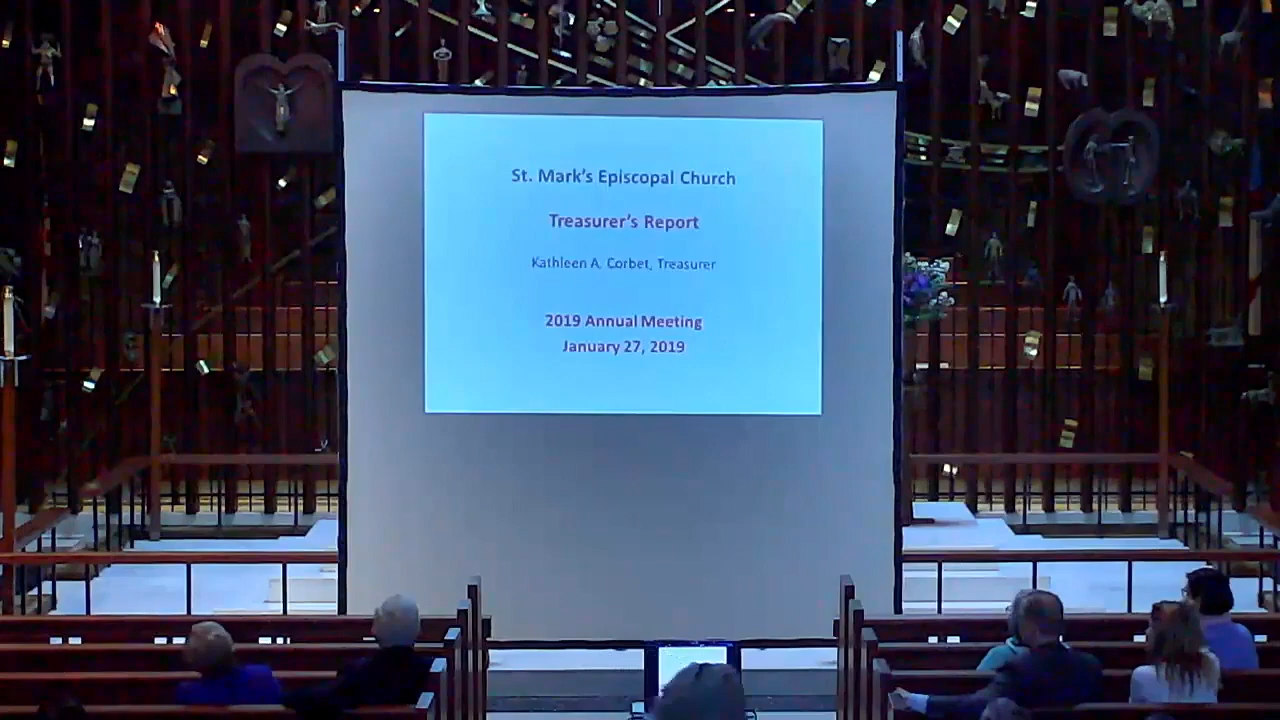 St. Mark's Episcopal Church
Treasurer's Report
Kathleen A. Corbet, Treasurer
2019 Annual Meeting
January 27, 2019